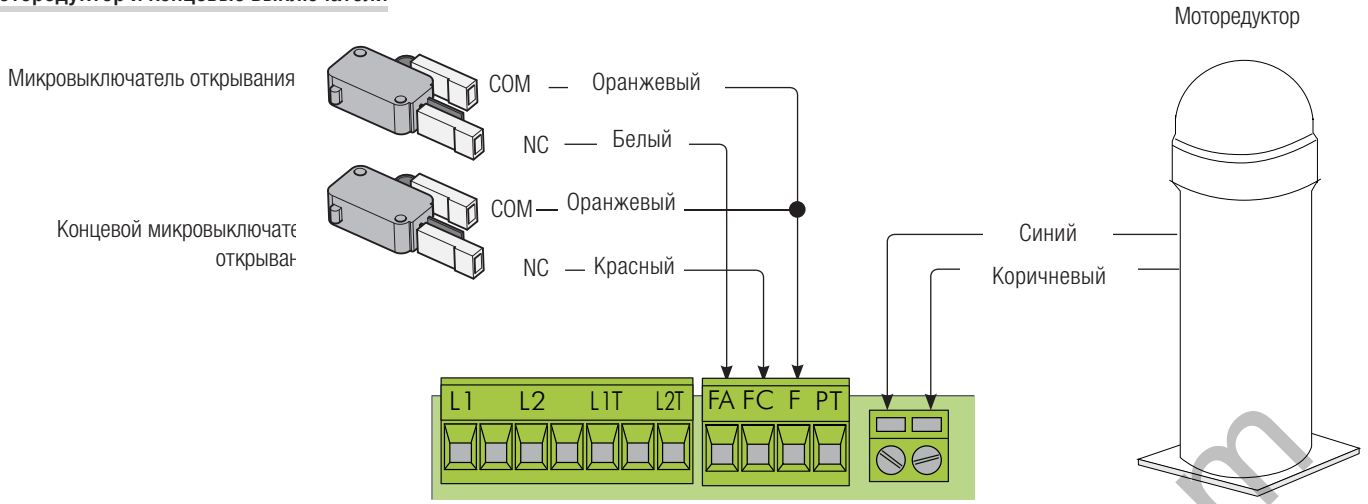 Моторедуктор
Микровыключатель открывания
COM — Оранжевый
NC — Белый
COM — Оранжевый
Концевой
NC — Красный
Синий
Коричневый
L1 L2 L1T L2T FA FC F PT